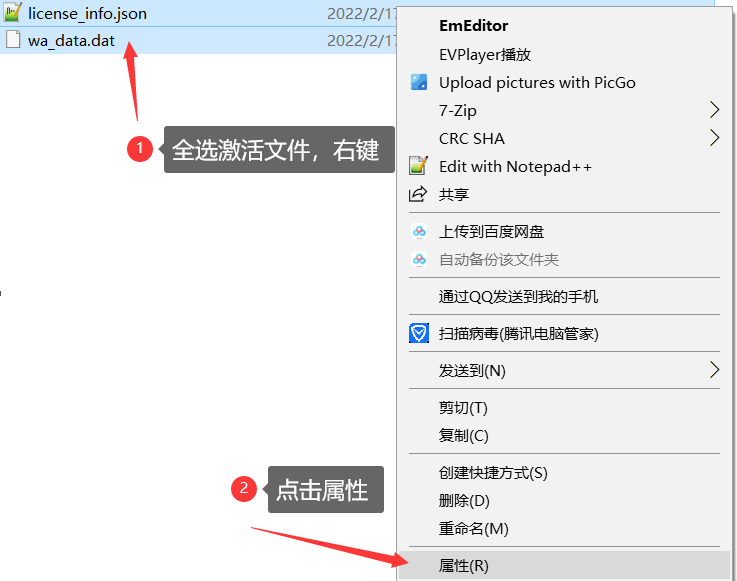 license_info.json 2022/2/17
wa_data.dat 2022/2/17
1 全选激活文件，右键
EmEditor
EVPlayer播放
Upload pictures with PicGo
7-Zip
CRC SHA
Edit with Notepad++
共享
上传到百度网盘
自动备份该文件夹
通过QQ发送到我的手机
扫描病毒(腾讯电脑管家)
发送到(N)
剪切(T)
复制(C)
2 点击属性
创建快捷方式(S)
删除(D)
重命名(M)
属性(R)